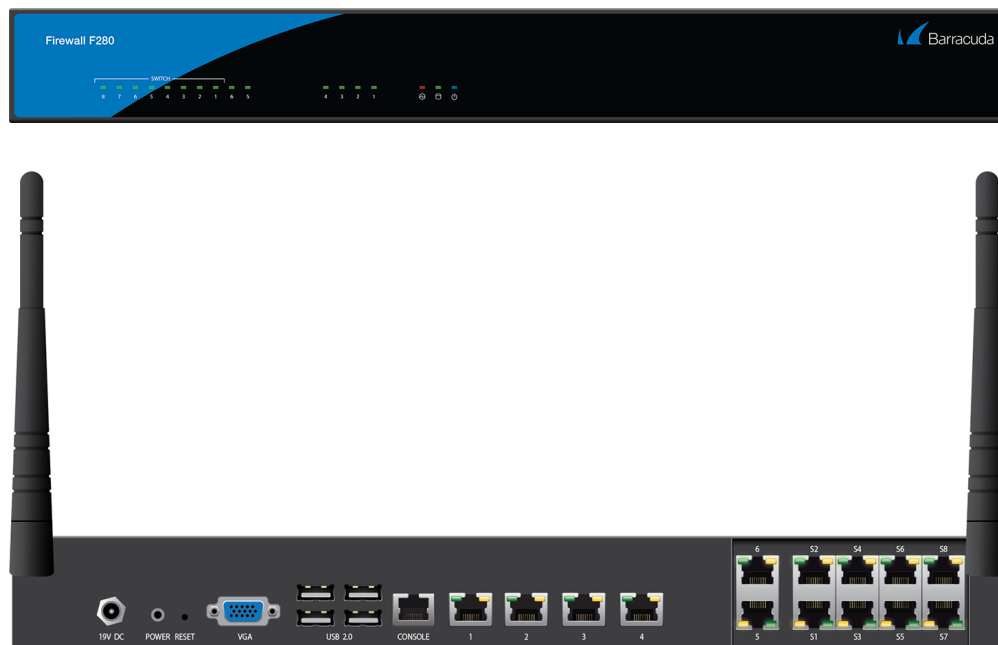 Firewall F280
Barracuda
SWITCH
8 7 6 5 4 3 2 1 6 5 4 3 2 1
6 S2 S4 S6 S8
19V DC POWER RESET VGA USB 2.0 CONSOLE 1 2 3 4 5 S1 S3 S5 S7